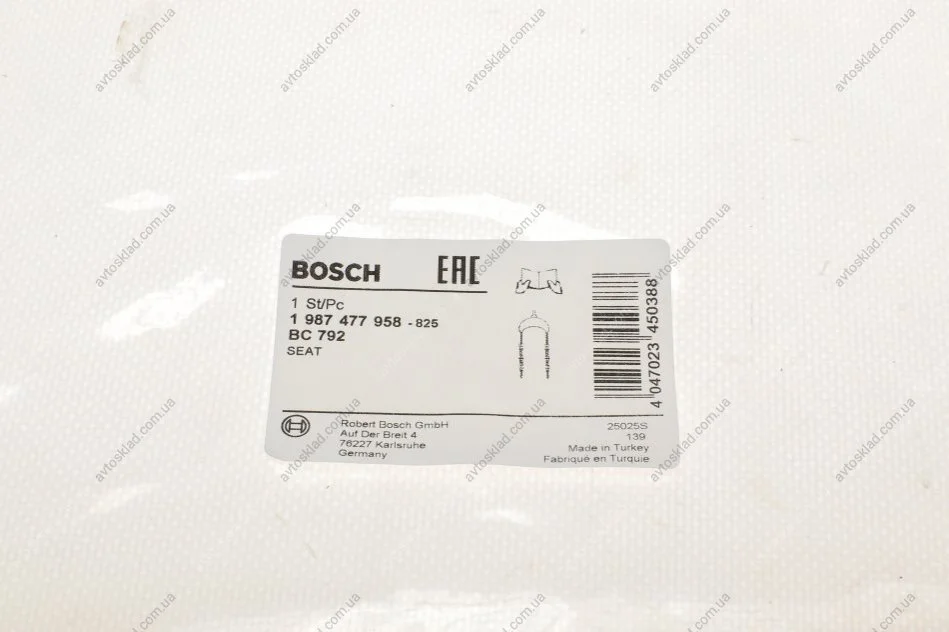 BOSCH
EAC
1 St/Pc
1 987 477 958 - 825
BC 792
SEAT
4 047023 450388
Robert Bosch GmbH
Auf Der Breit 4
76227 Karlsruhe
Germany
25025S
139
Made in Turkey
Fabriqué en Turquie
avtosklad.com.ua